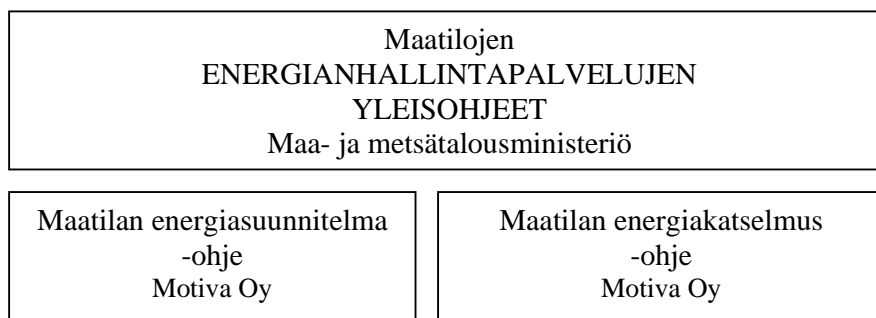 Maatilojen
ENERGIANHALLINTAPALVELUJEN
YLEISOHJEET
Maa- ja metsätalousministeriö
Maatilan energiasuunnitelma
-ohje
Motiva Oy
Maatilan energiakatselmus
-ohje
Motiva Oy